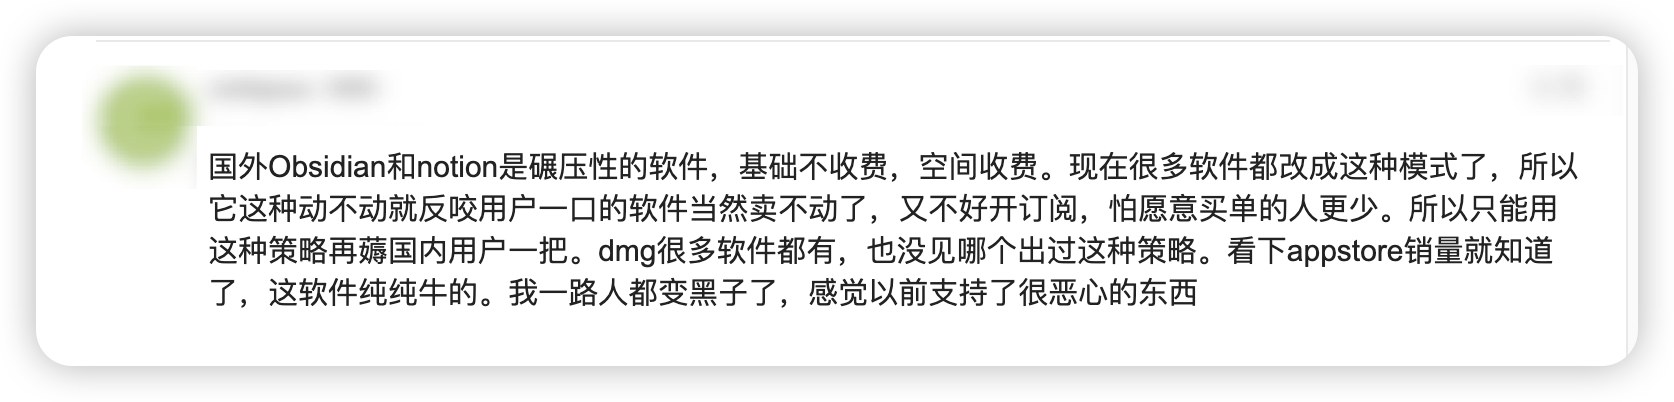 国外Obsidian和notion是碾压性的软件，基础不收费，空间收费。现在很多软件都改成这种模式了，所以
它这种动不动就反咬用户一口的软件当然卖不动了，又不好开订阅，怕愿意买单的人更少。所以只能用
这种策略再薅国内用户一把。dmg很多软件都有，也没见哪个出过这种策略。看下appstore销量就知道
了，这软件纯纯牛的。我一路人都变黑子了，感觉以前支持了很恶心的东西